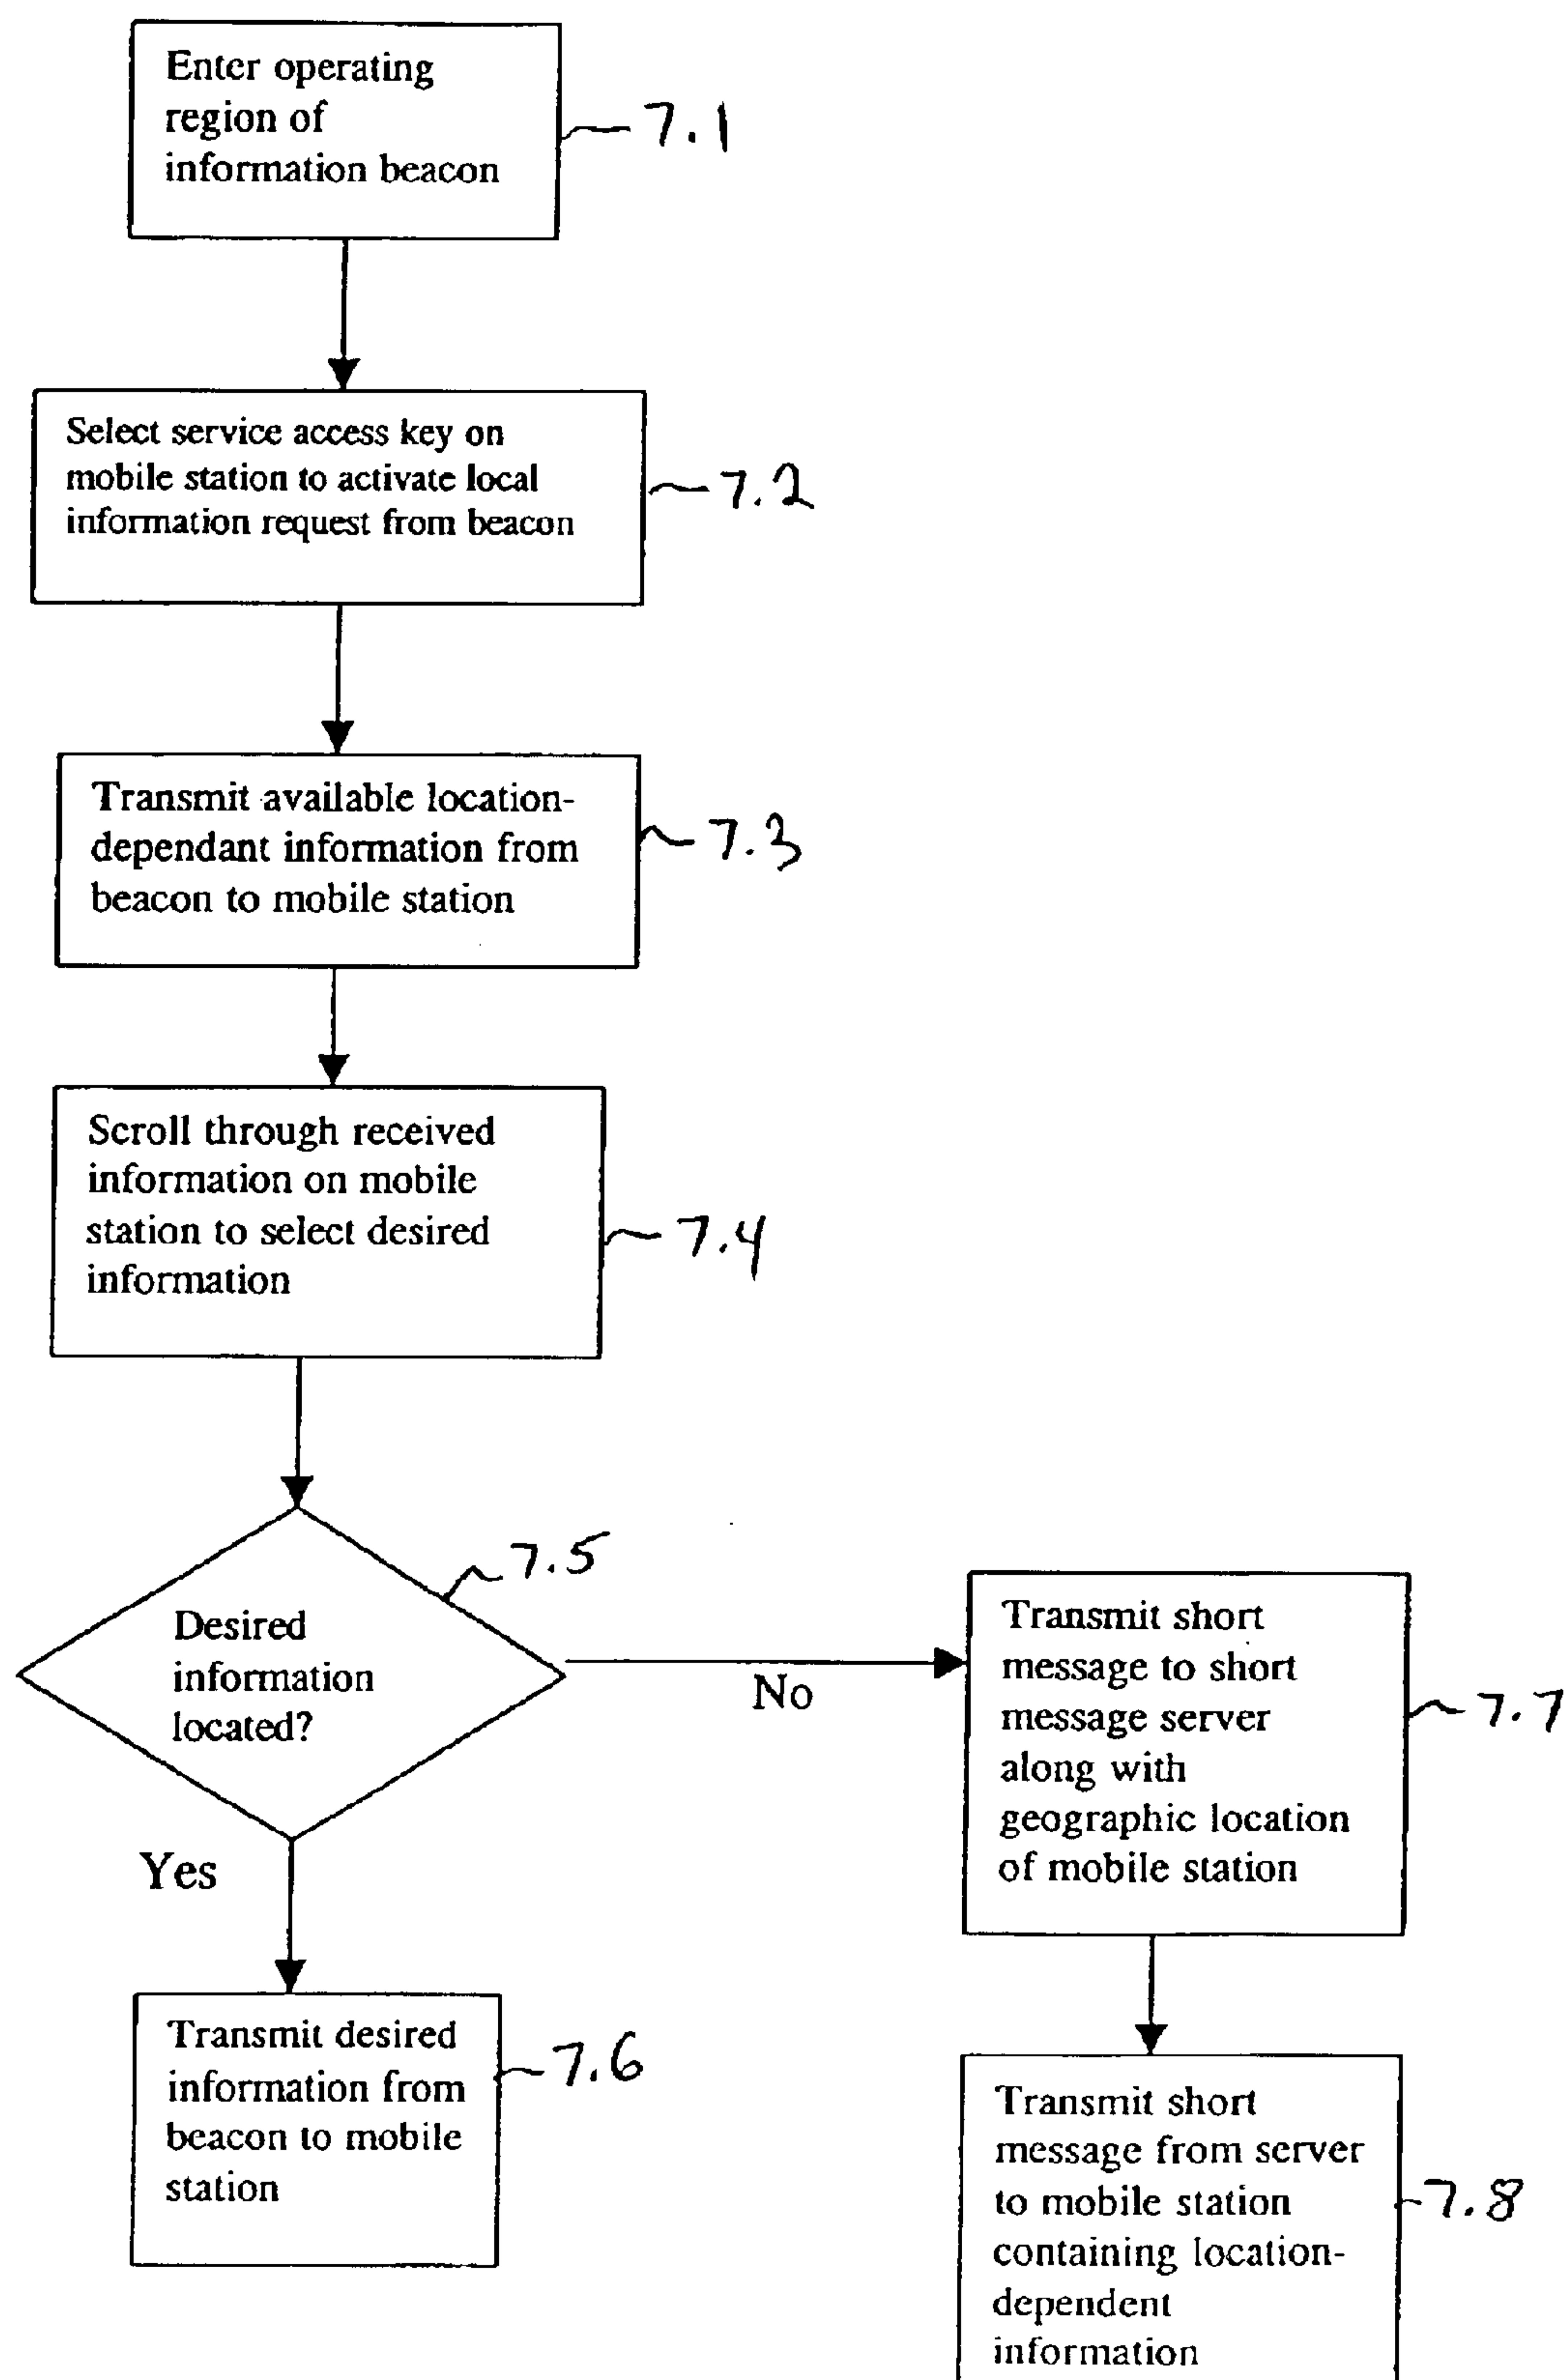 Enter operating
region of
information beacon
7.1
Select service access key on
mobile station to activate local
information request from beacon
7.2
Transmit available location-
dependant information from
beacon to mobile station
7.3
Scroll through received
information on mobile
station to select desired
information
7.4
Desired
information
located?
7.5
No
Yes
Transmit desired
information from
beacon to mobile
station
7.6
Transmit short
message to short
message server
along with
geographic location
of mobile station
7.7
Transmit short
message from server
to mobile station
containing location-
dependent
information
7.8